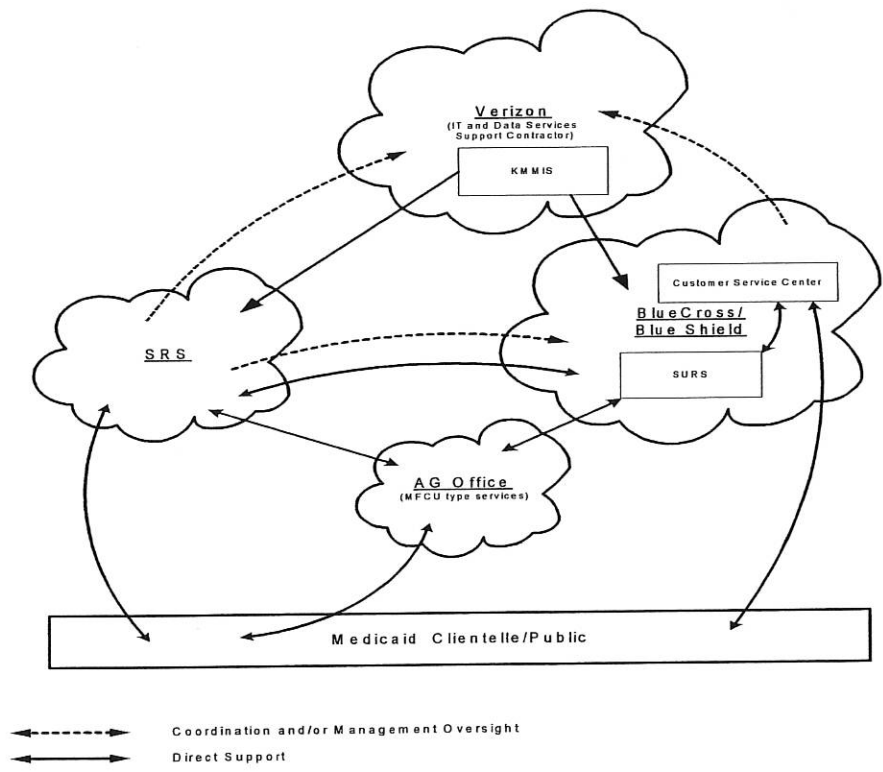 Verizon
(IT and Data Services
Support Contractor)
KMMIS
Customer Service Center
BlueCross/
Blue Shield
SURS
SRS
AG Office
(MFCU type services)
Medicaid Clientelle/Public
Coordination and/or Management Oversight
Direct Support